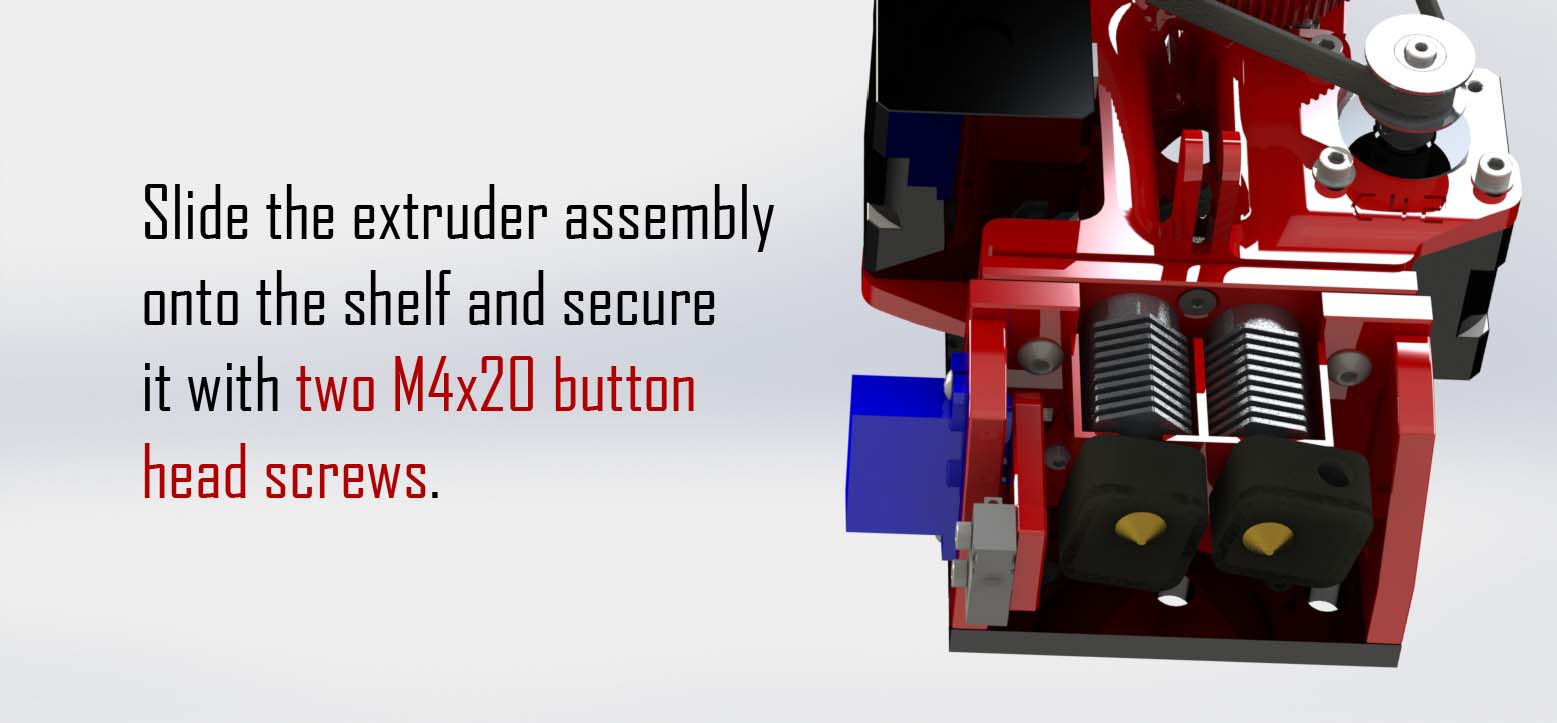 Slide the extruder assembly
onto the shelf and secure
it with two M4x20 button
head screws.